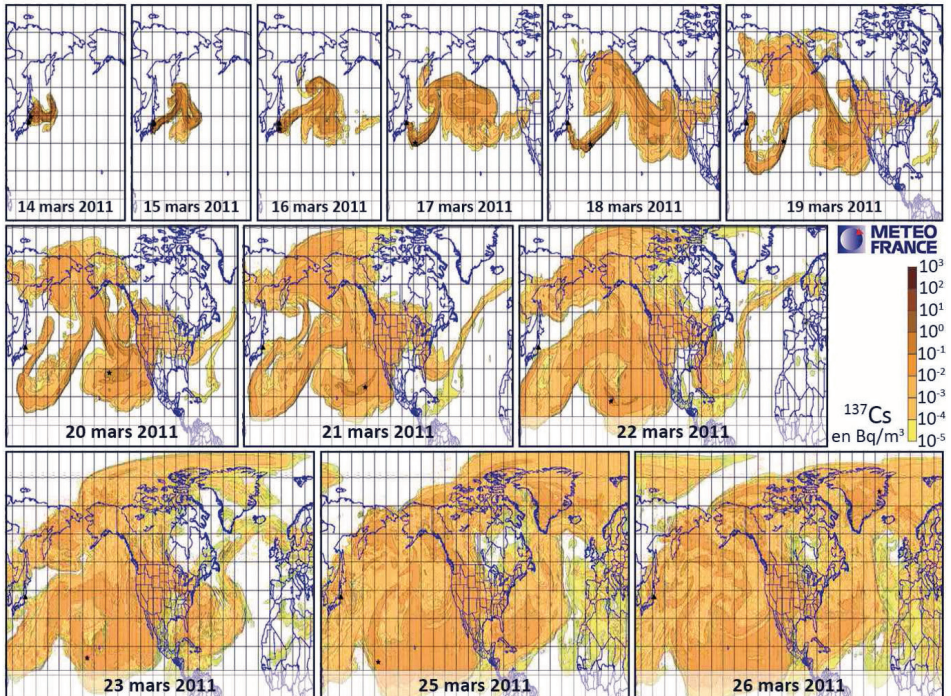 14 mars 2011
15 mars 2011
16 mars 2011
17 mars 2011
18 mars 2011
19 mars 2011
20 mars 2011
21 mars 2011
22 mars 2011
METEO
FRANCE
10³
10²
10¹
10⁰
10⁻¹
10⁻²
10⁻³
10⁻⁴
10⁻⁵
¹³⁷Cs
en Bq/m³
23 mars 2011
25 mars 2011
26 mars 2011